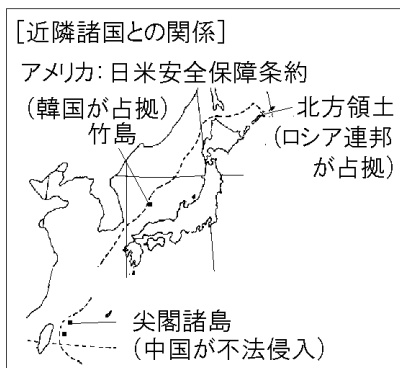 [近隣諸国との関係]
アメリカ:日米安全保障条約
(韓国が占拠)
竹島
北方領土
(ロシア連邦
が占拠)
尖閣諸島
(中国が不法侵入)